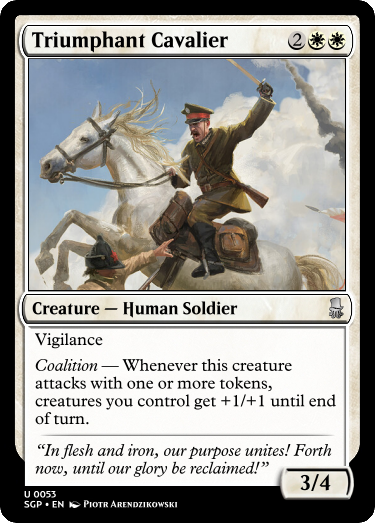 Triumphant Cavalier 2
Creature — Human Soldier
Vigilance
Coalition — Whenever this creature
attacks with one or more tokens,
creatures you control get +1/+1 until end
of turn.
“In flesh and iron, our purpose unites! Forth
now, until our glory be reclaimed!”
3/4
U 0053
SGP • EN Piotr Arendzikowski